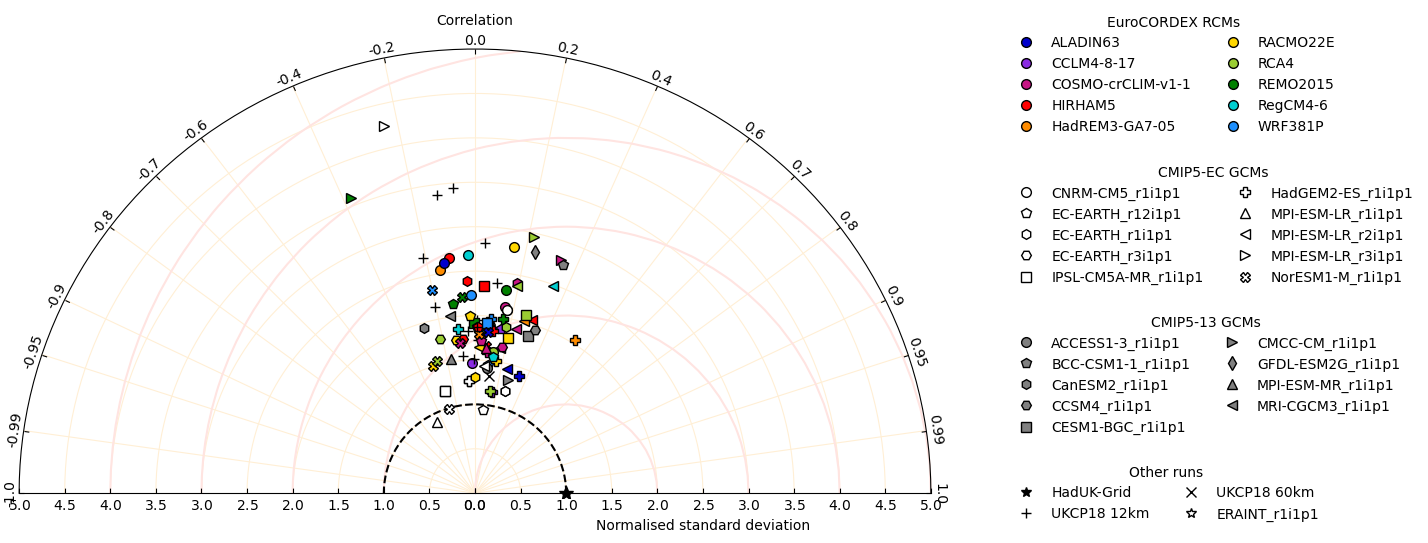 Correlation
-0.2 0.0 0.2
-0.4 0.4
-0.6 0.6
-0.7 0.7
-0.8 0.8
-0.9 0.9
-0.95 0.95
-0.99 0.99
-1.0 1.0
5.0 4.5 4.0 3.5 3.0 2.5 2.0 1.5 1.0 0.5 0.0 0.5 1.0 1.5 2.0 2.5 3.0 3.5 4.0 4.5 5.0
Normalised standard deviation
EuroCORDEX RCMs
ALADIN63 RACMO22E
CCLM4-8-17 RCA4
COSMO-crCLIM-v1-1 REMO2015
HIRHAM5 RegCM4-6
HadREM3-GA7-05 WRF381P
CMIP5-EC GCMs
CNRM-CM5_r1i1p1 HadGEM2-ES_r1i1p1
EC-EARTH_r12i1p1 MPI-ESM-LR_r1i1p1
EC-EARTH_r1i1p1 MPI-ESM-LR_r2i1p1
EC-EARTH_r3i1p1 MPI-ESM-LR_r3i1p1
IPSL-CM5A-MR_r1i1p1 NorESM1-M_r1i1p1
CMIP5-13 GCMs
ACCESS1-3_r1i1p1 CMCC-CM_r1i1p1
BCC-CSM1-1_r1i1p1 GFDL-ESM2G_r1i1p1
CanESM2_r1i1p1 MPI-ESM-MR_r1i1p1
CCSM4_r1i1p1 MRI-CGCM3_r1i1p1
CESM1-BGC_r1i1p1
Other runs
HadUK-Grid UKCP18 60km
UKCP18 12km ERAINT_r1i1p1